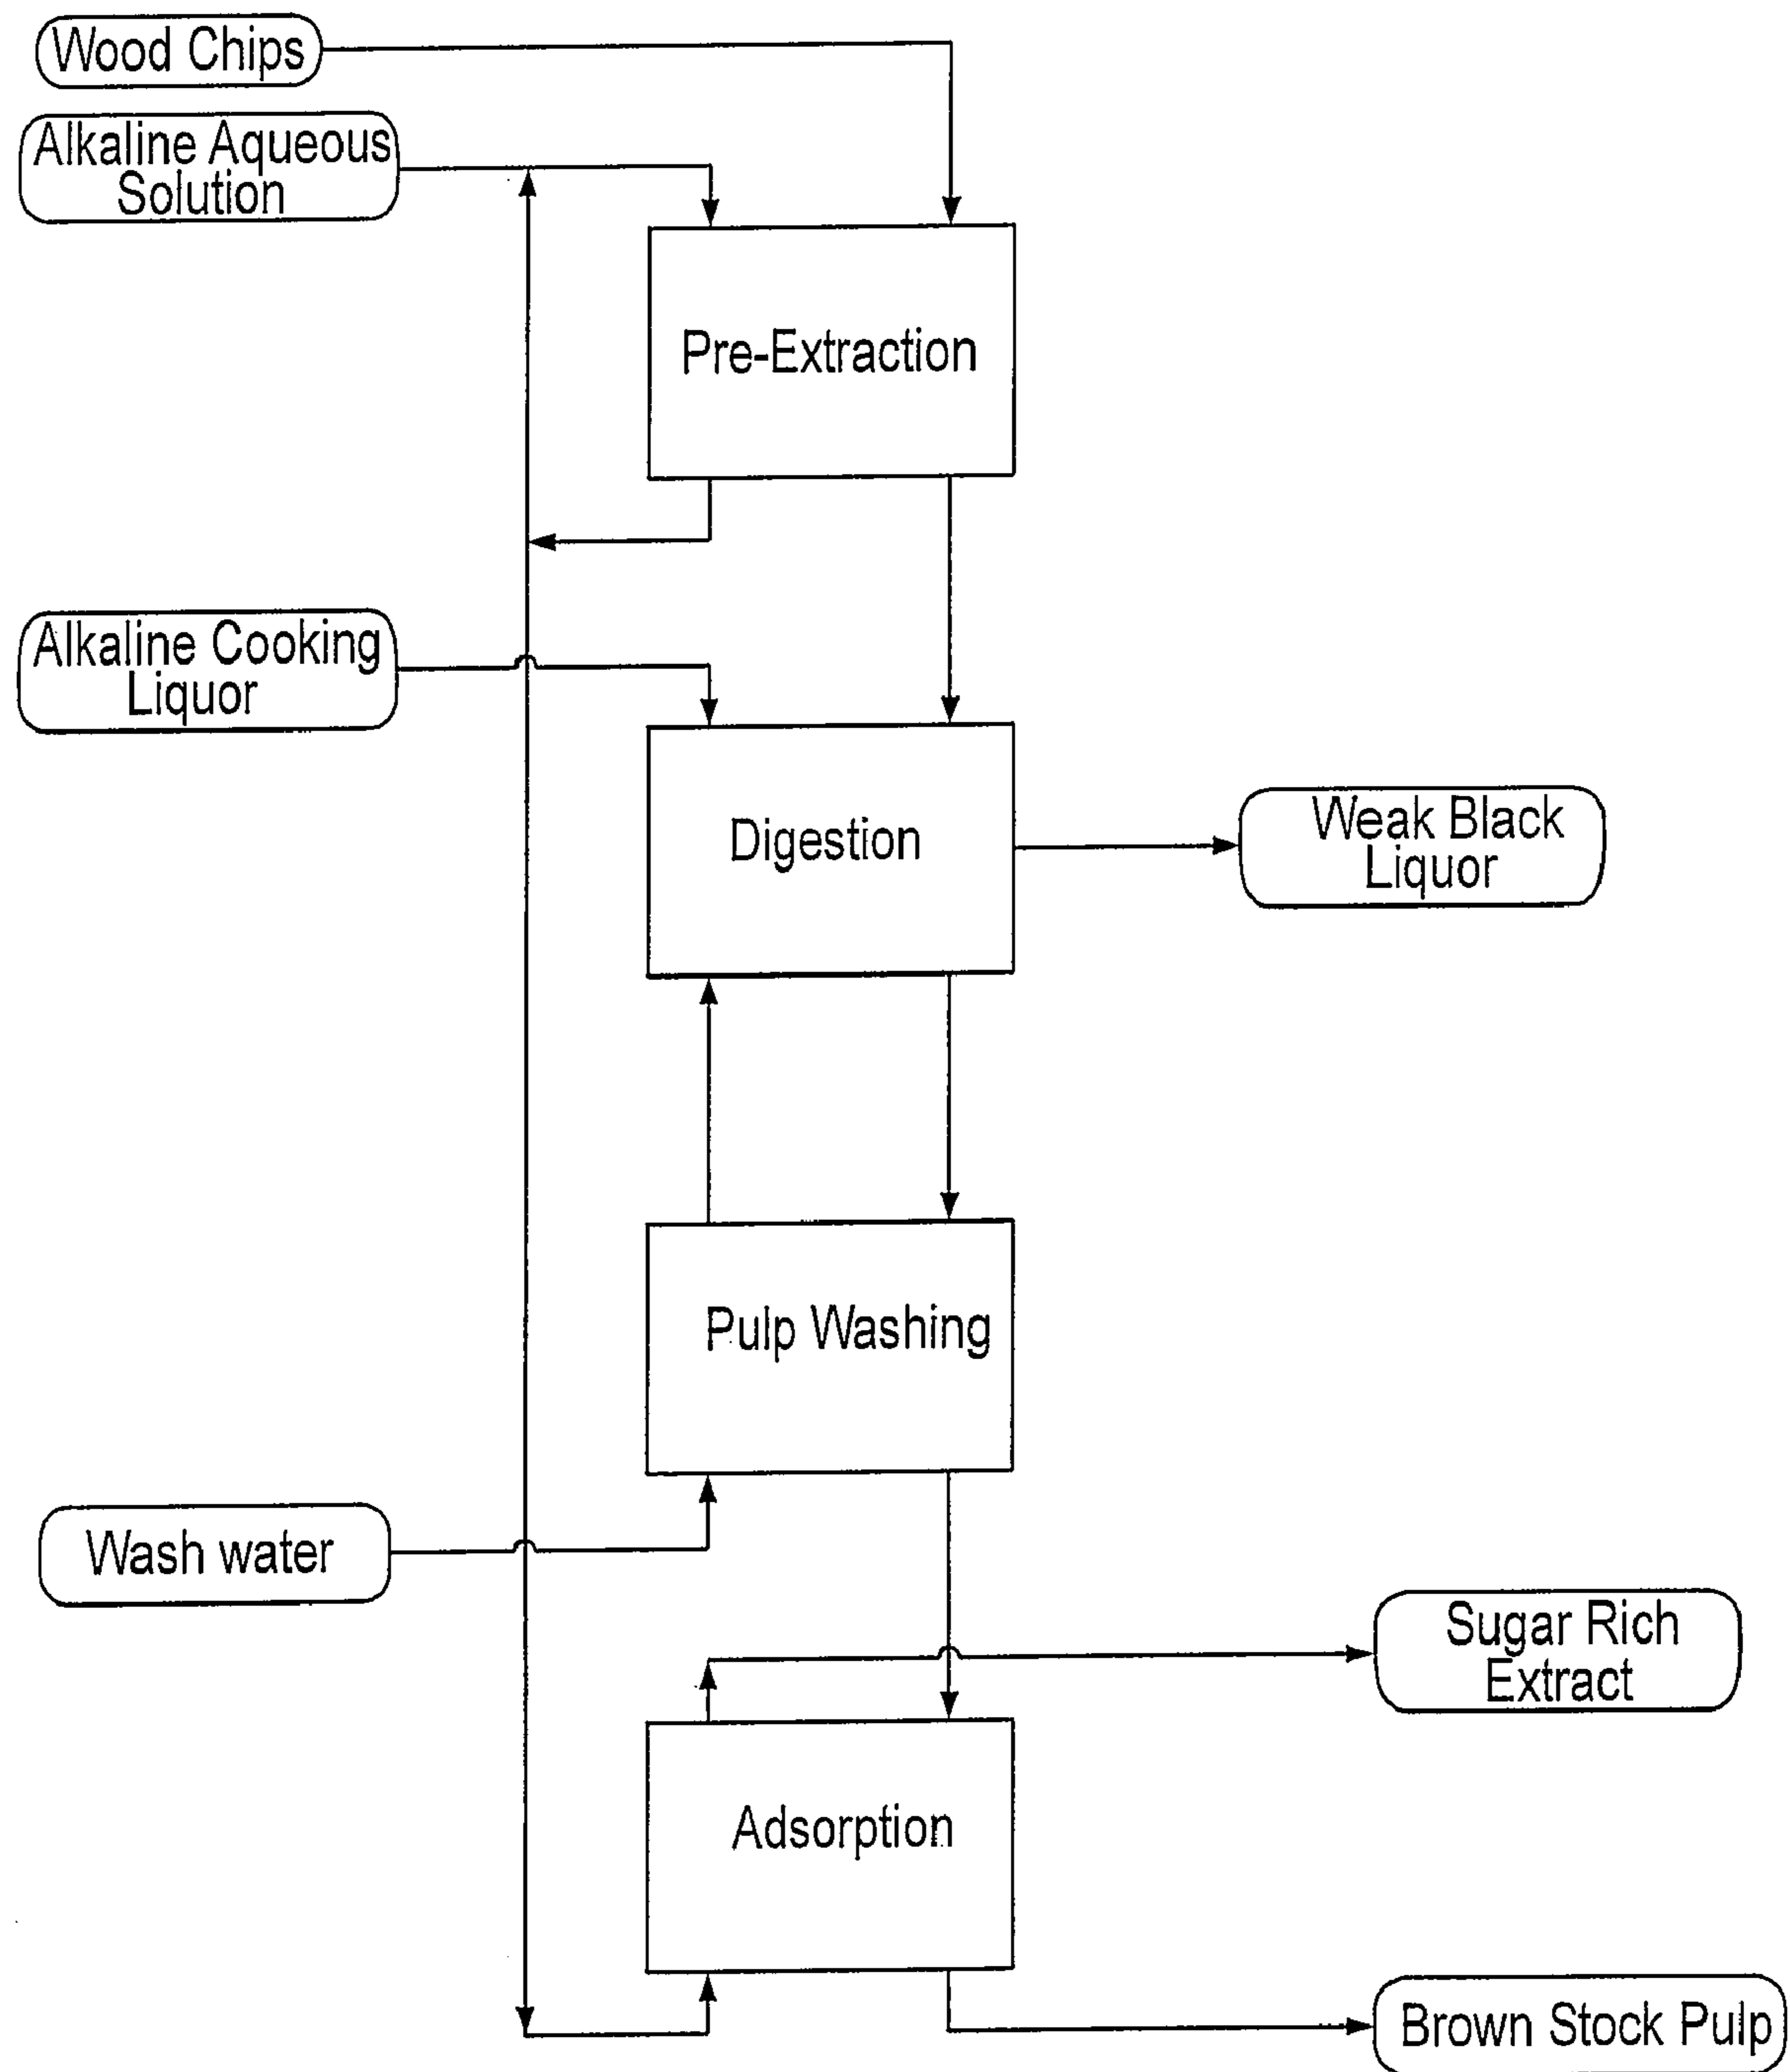 Wood Chips
Alkaline Aqueous
Solution
Pre-Extraction
Alkaline Cooking
Liquor
Digestion
Weak Black
Liquor
Pulp Washing
Wash water
Sugar Rich
Extract
Adsorption
Brown Stock Pulp